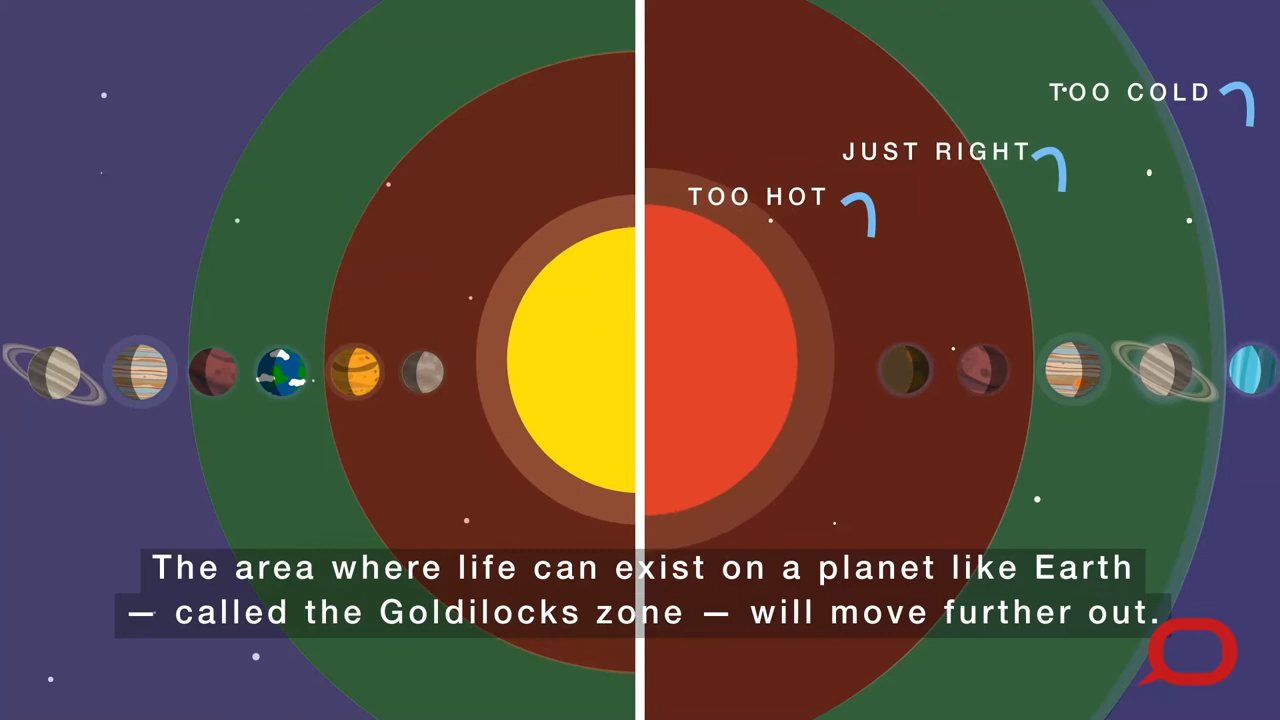 TOO COLD
JUST RIGHT
TOO HOT
The area where life can exist on a planet like Earth
— called the Goldilocks zone — will move further out.